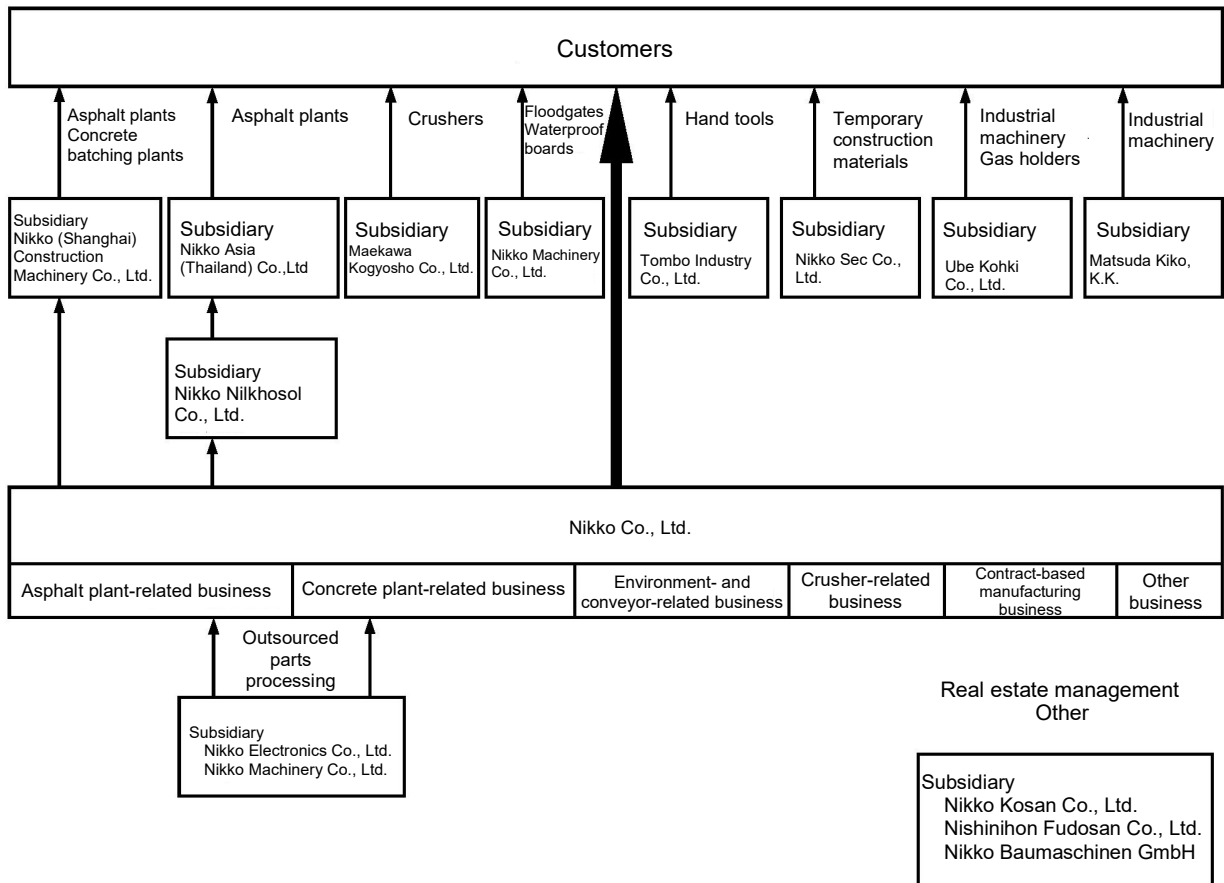 Customers
Asphalt plants
Concrete
batching plants
Asphalt plants
Crushers
Floodgates
Waterproof
boards
Hand tools
Temporary
construction
materials
Industrial
machinery
Gas holders
Industrial
machinery
Subsidiary
Nikko (Shanghai)
Construction
Machinery Co., Ltd.
Subsidiary
Nikko Asia
(Thailand) Co.,Ltd
Subsidiary
Maekawa
Kogyosho Co., Ltd.
Subsidiary
Nikko Machinery
Co., Ltd.
Subsidiary
Tombo Industry
Co., Ltd.
Subsidiary
Nikko Sec Co.,
Ltd.
Subsidiary
Ube Kohki
Co., Ltd.
Subsidiary
Matsuda Kiko,
K.K.
Subsidiary
Nikko Nilkhosol
Co., Ltd.
Nikko Co., Ltd.
Asphalt plant-related business
Concrete plant-related business
Environment- and
conveyor-related business
Crusher-related
business
Contract-based
manufacturing
business
Other
business
Outsourced
parts
processing
Subsidiary
Nikko Electronics Co., Ltd.
Nikko Machinery Co., Ltd.
Real estate management
Other
Subsidiary
Nikko Kosan Co., Ltd.
Nishinihon Fudosan Co., Ltd.
Nikko Baumaschinen GmbH